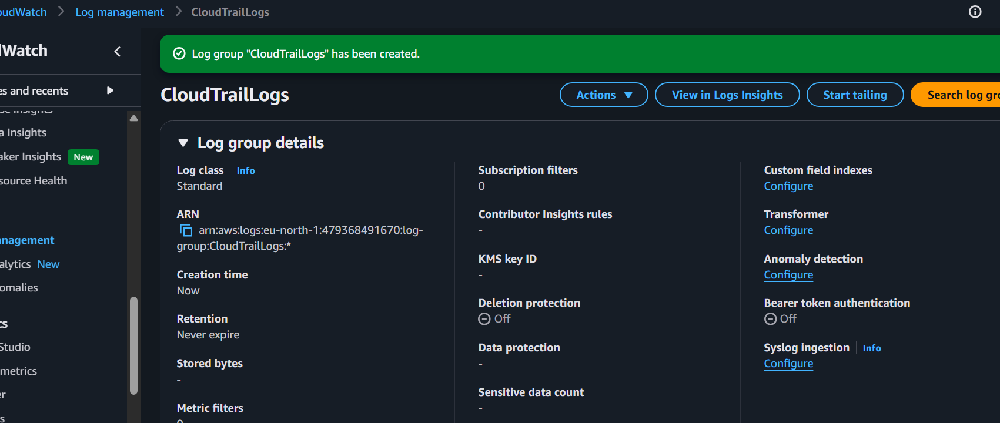 oudWatch > Log management > CloudTrailLogs
dWatch
es and recents
a Insights
aker Insights New
source Health
nagement
alytics New
omalies
cs
Studio
metrics
er
s
Log group "CloudTrailLogs" has been created.
CloudTrailLogs
Actions
View in Logs Insights
Start tailing
Search log gro
Log group details
Log class Info
Standard
ARN
arn:aws:logs:eu-north-1:479368491670:log-
group:CloudTrailLogs:*
Creation time
Now
Retention
Never expire
Stored bytes
-
Metric filters
0
Subscription filters
0
Contributor Insights rules
-
KMS key ID
-
Deletion protection
Off
Data protection
-
Sensitive data count
-
Custom field indexes
Configure
Transformer
Configure
Anomaly detection
Configure
Bearer token authentication
Off
Syslog ingestion Info
Configure